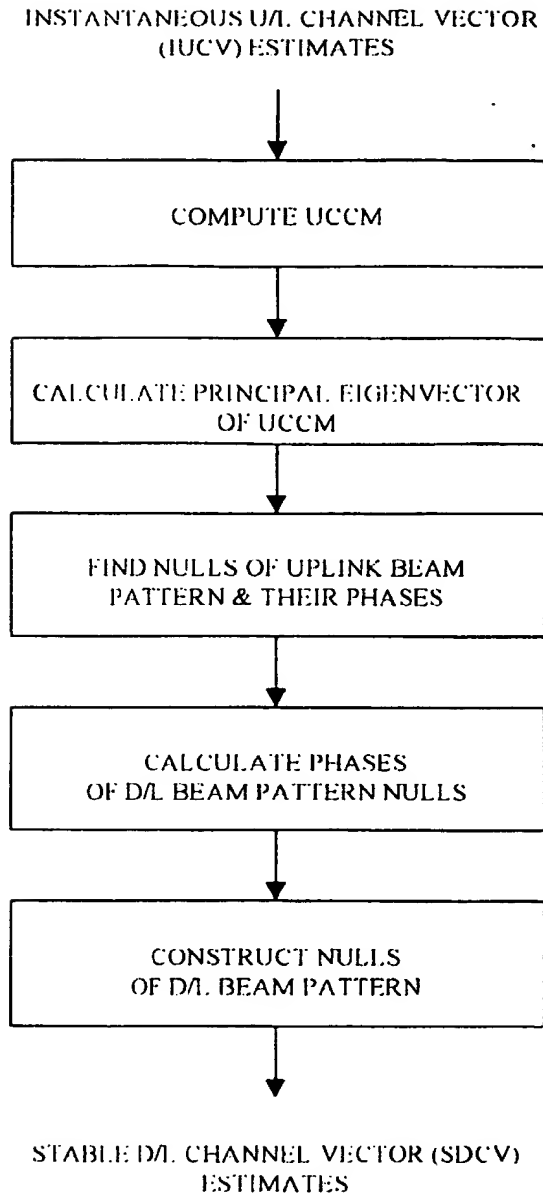 INSTANTANEOUS U/L CHANNEL VECTOR
(IUCV) ESTIMATES
COMPUTE UCCM
CALCULATE PRINCIPAL EIGENVECTOR
OF UCCM
FIND NULLS OF UPLINK BEAM
PATTERN & THEIR PHASES
CALCULATE PHASES
OF D/L BEAM PATTERN NULLS
CONSTRUCT NULLS
OF D/L BEAM PATTERN
STABLE D/L CHANNEL VECTOR (SDCV)
ESTIMATES